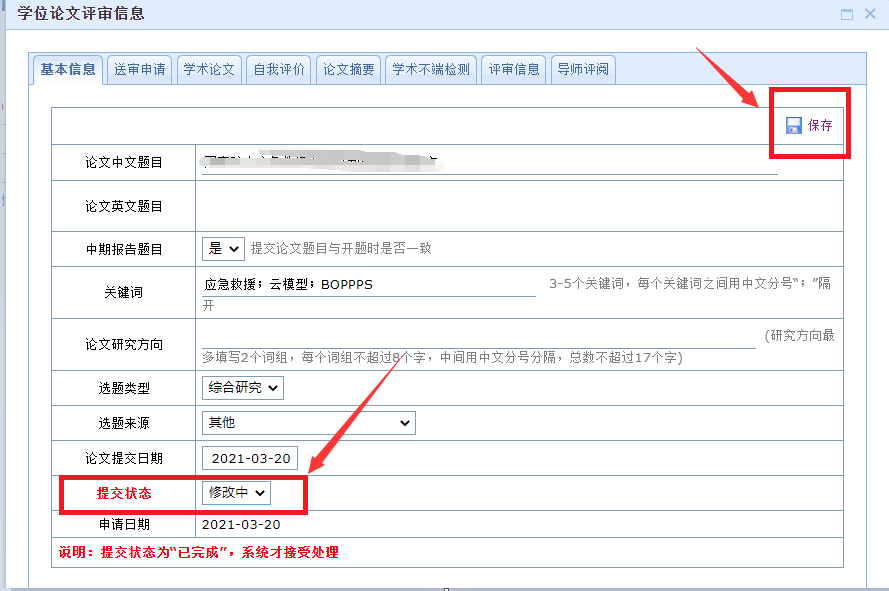 学位论文评审信息
基本信息 送审申请 学术论文 自我评价 论文摘要 学术不端检测 评审信息 导师评阅
保存
论文中文题目
论文英文题目
中期报告题目 是 提交论文题目与开题时是否一致
关键词 应急救援；云模型；BOPPPS 3-5个关键词，每个关键词之间用中文分号“；”隔
开
论文研究方向 (研究方向最
多填写2个词组，每个词组不超过8个字，中间用中文分号分隔，总数不超过17个字)
选题类型 综合研究
选题来源 其他
论文提交日期 2021-03-20
提交状态 修改中
申请日期 2021-03-20
说明：提交状态为“已完成”，系统才接受处理